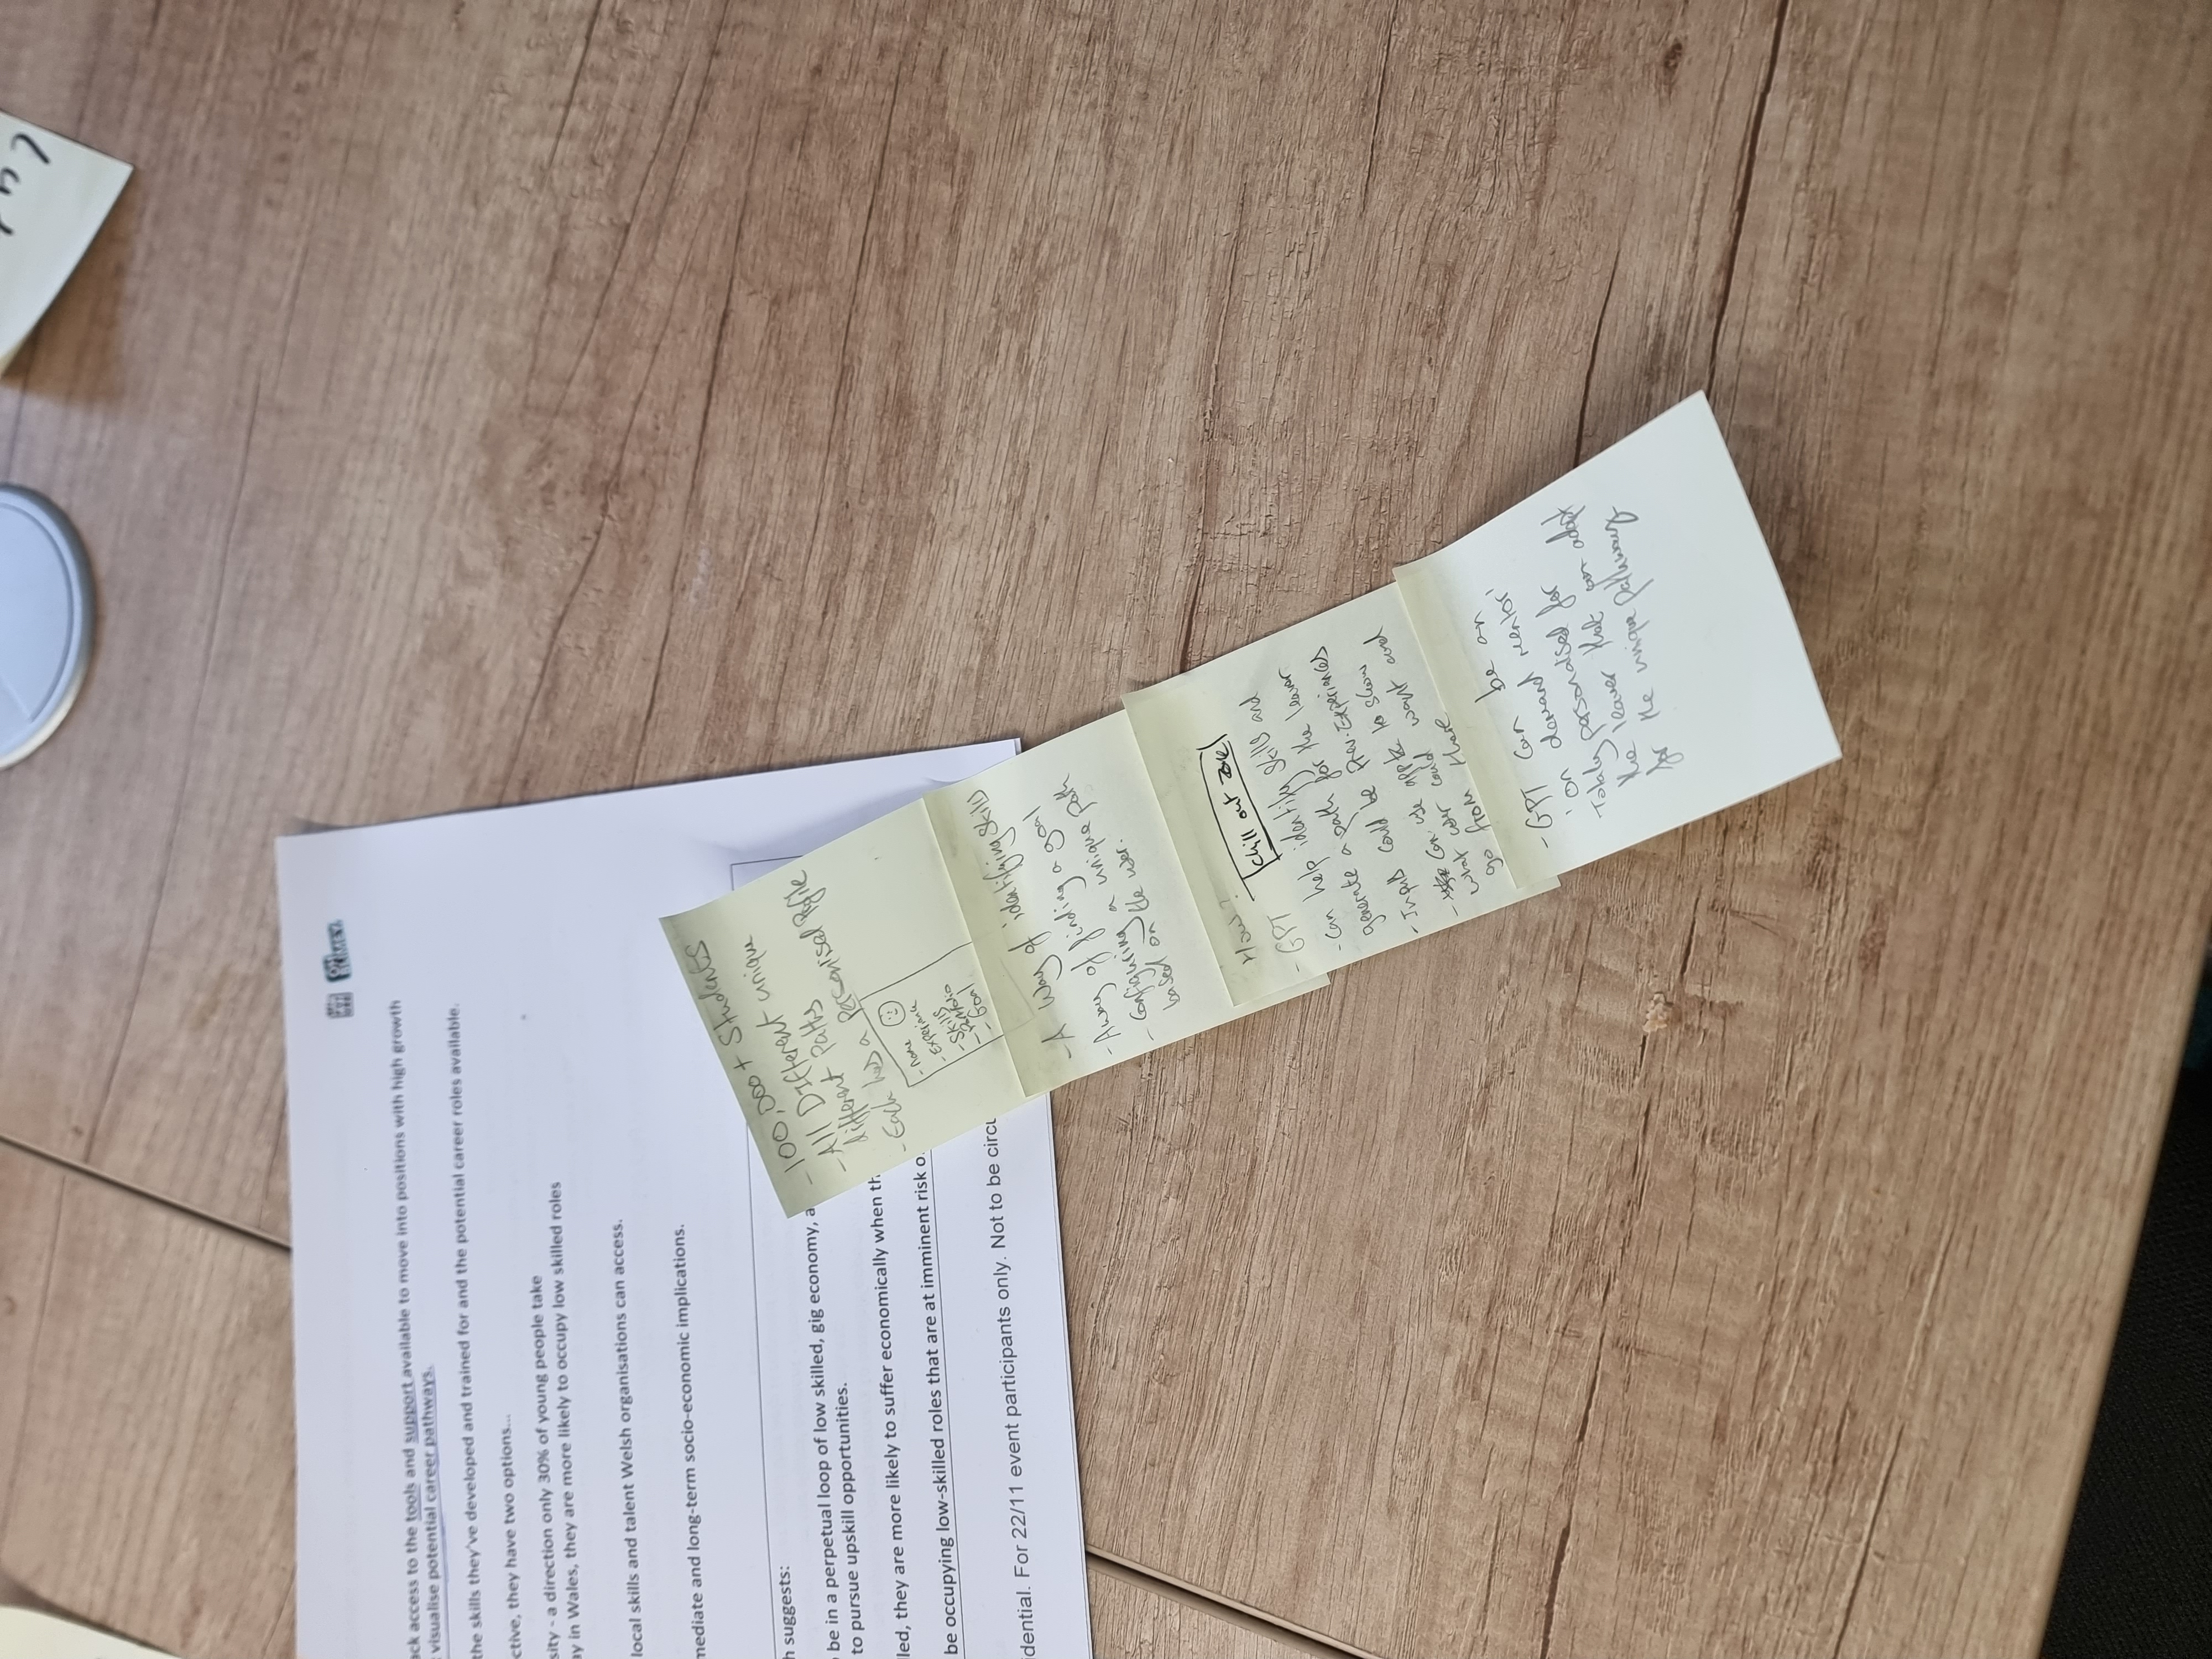 ack access to the tools and support available to move into positions with high growth
visualise potential career pathways.
the skills they've developed and trained for and the potential career roles available.
ctive, they have two options...
sity - a direction only 30% of young people take
ay in Wales, they are more likely to occupy low skilled roles
local skills and talent Welsh organisations can access.
mediate and long-term socio-economic implications.
h suggests:
be in a perpetual loop of low skilled, gig economy, a
to pursue upskill opportunities.
lled, they are more likely to suffer economically when th
be occupying low-skilled roles that are at imminent risk o
idential. For 22/11 event participants only. Not to be circu
- 100,000+ Students
- All Different unique
different Paths
- Each has a Personised Profile
- Name
- Experience
- Skills
- Portfolio
- Goal
- A Way of identifying Skills
- A way of finding a goal
- Configuring a unique path
based on the user.
How?
chill out zone
- GPT
- Can help identify skills and
generate a path for the leaver
- Inputs could be Prev. Experiances
- Can use to show
what user could want and
go from there
- GPT can be an
'on demand mentor'
Totaly personalised for
the leaver that can adapt
for the unique pathway